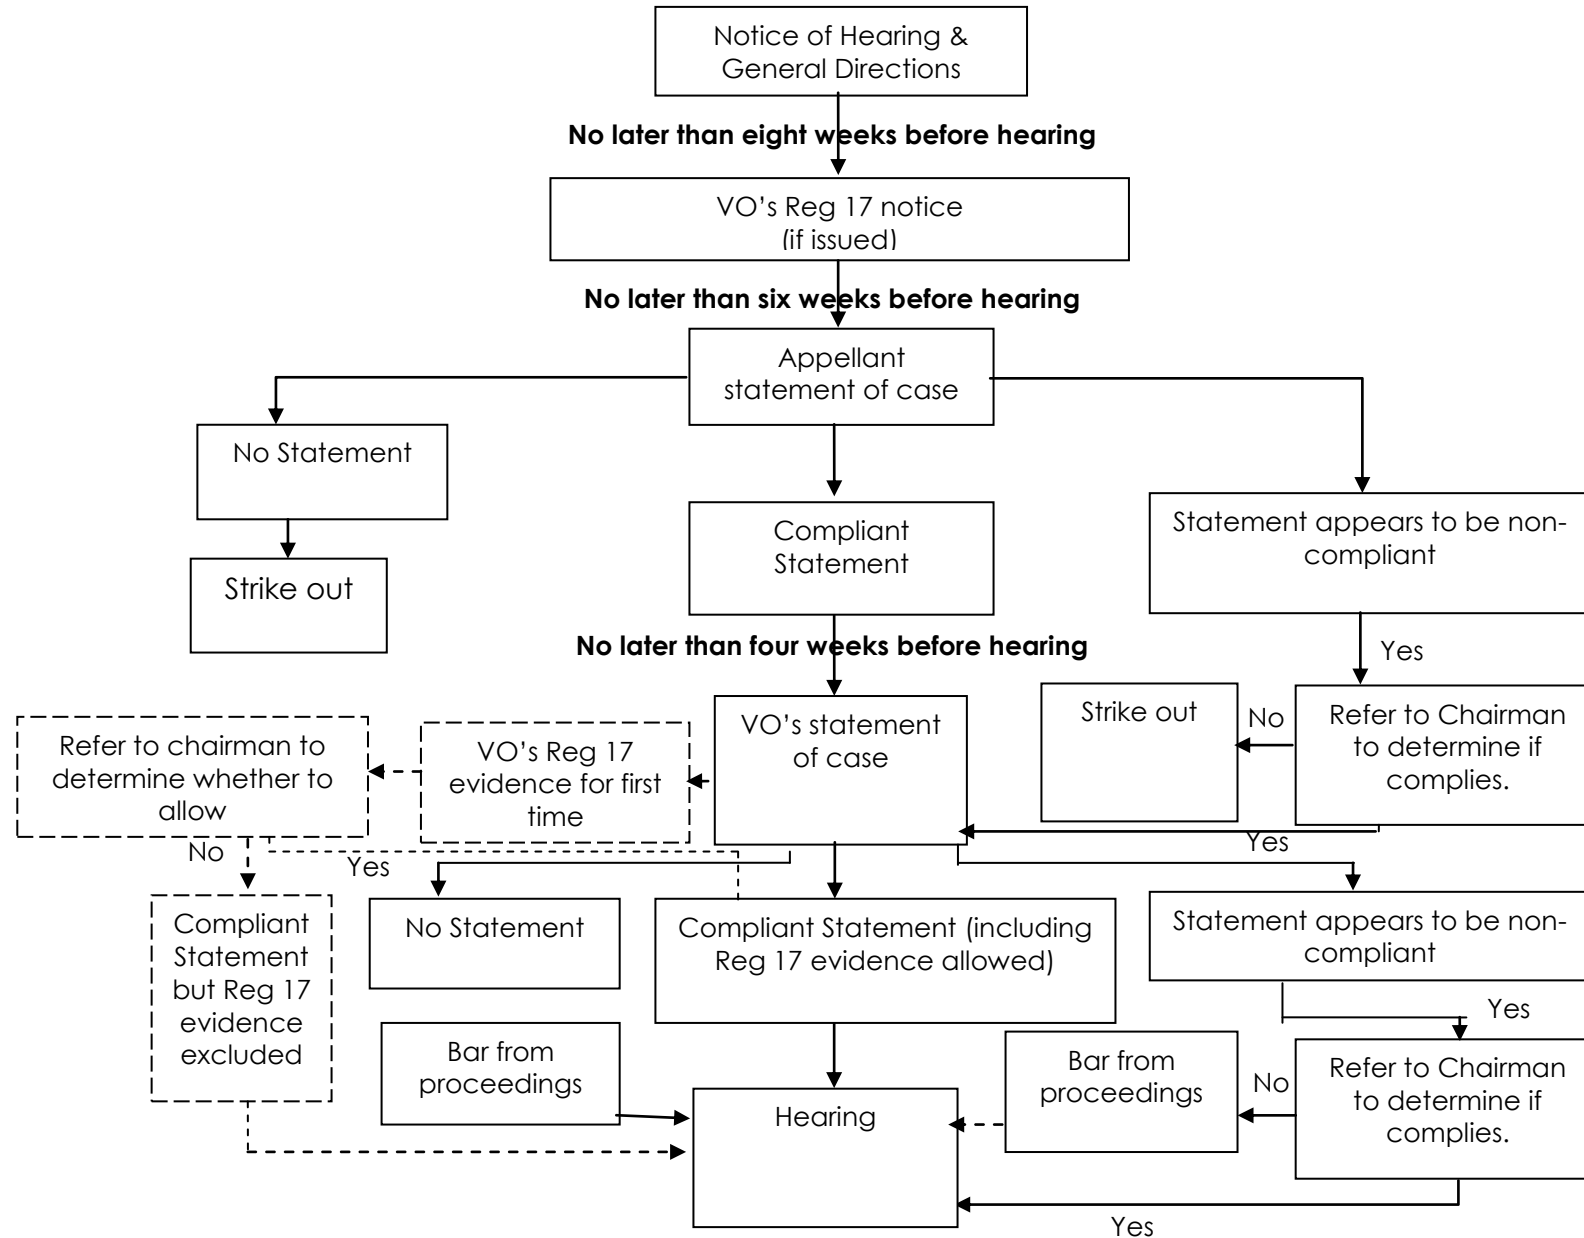 Notice of Hearing &
General Directions
No later than eight weeks before hearing
VO's Reg 17 notice
(if issued)
No later than six weeks before hearing
Appellant
statement of case
No Statement
Strike out
Compliant
Statement
Statement appears to be non-
compliant
No later than four weeks before hearing
Yes
Refer to chairman to
determine whether to
allow
VO's Reg 17
evidence for first
time
VO's statement
of case
Strike out
No
Refer to Chairman
to determine if
complies.
Yes
No
Yes
Compliant
Statement
but Reg 17
evidence
excluded
No Statement
Compliant Statement (including
Reg 17 evidence allowed)
Statement appears to be non-
compliant
Yes
Bar from
proceedings
Hearing
Bar from
proceedings
No
Refer to Chairman
to determine if
complies.
Yes